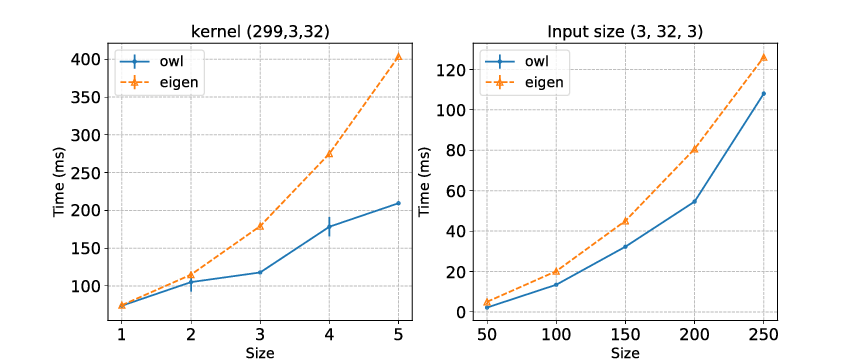 kernel (299,3,32)
owl
eigen
Time (ms)
400
350
300
250
200
150
100
1 2 3 4 5
Size
Input size (3, 32, 3)
owl
eigen
Time (ms)
120
100
80
60
40
20
0
50 100 150 200 250
Size